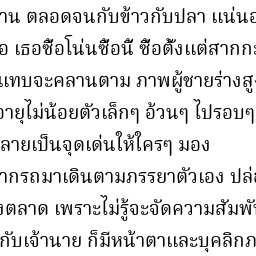 าน ตลอดจนกับข้าวกับปลา แน่น
อ เธอซื้อโน่นซื้อนี่ ซื้อตั้งแต่สากก
แทบจะคลานตาม ภาพผู้ชายร่างสู
อายุไม่น้อยตัวเล็กๆ อ้วนๆ ไปรอบๆ
ลายเป็นจุดเด่นให้ใครๆ มอง
ากรถมาเดินตามภรรยาตัวเอง ปล่
งตลาด เพราะไม่รู้จะจัดความสัมพั
กับเจ้านาย ก็มีหน้าตาและบุคลิกภ